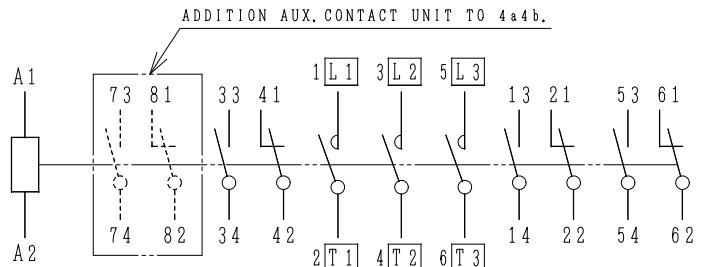 ADDITION AUX. CONTACT UNIT TO 4a4b.
A1 73 81 33 41 1 L1 3 L2 5 L3 13 21 53 61
A2 74 82 34 42 2 T1 4 T2 6 T3 14 22 54 62